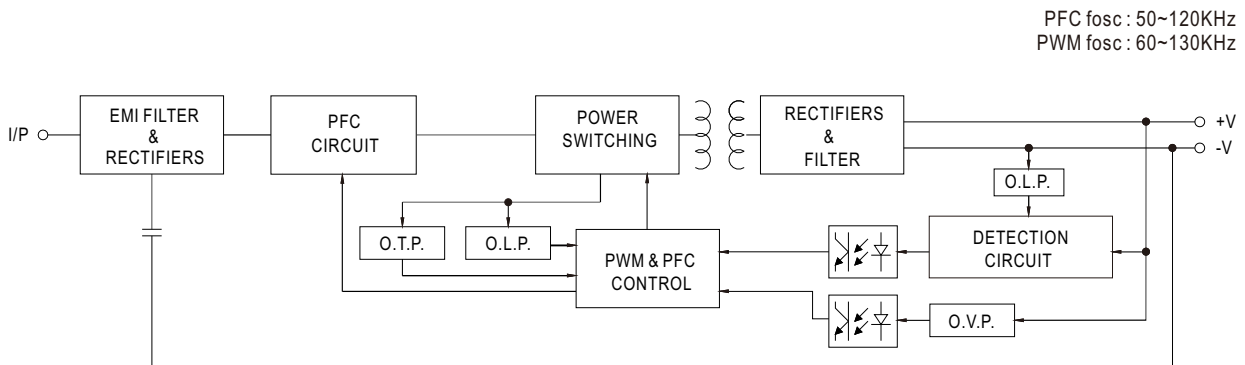 PFC fosc : 50~120KHz
PWM fosc : 60~130KHz
I/P
EMI FILTER
&
RECTIFIERS
PFC
CIRCUIT
POWER
SWITCHING
RECTIFIERS
&
FILTER
+V
-V
O.L.P.
O.T.P.
O.L.P.
PWM & PFC
CONTROL
DETECTION
CIRCUIT
O.V.P.